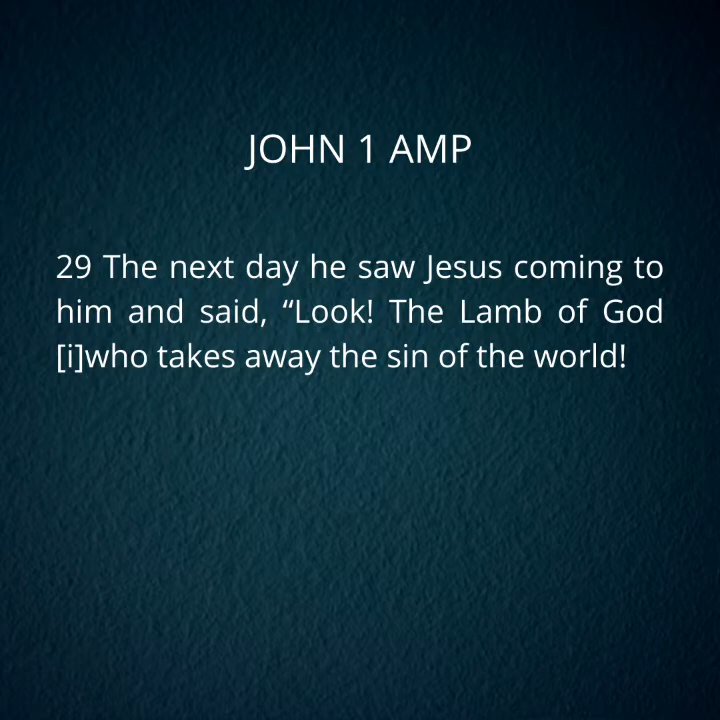 JOHN 1 AMP
29 The next day he saw Jesus coming to
him and said, “Look! The Lamb of God
[i]who takes away the sin of the world!